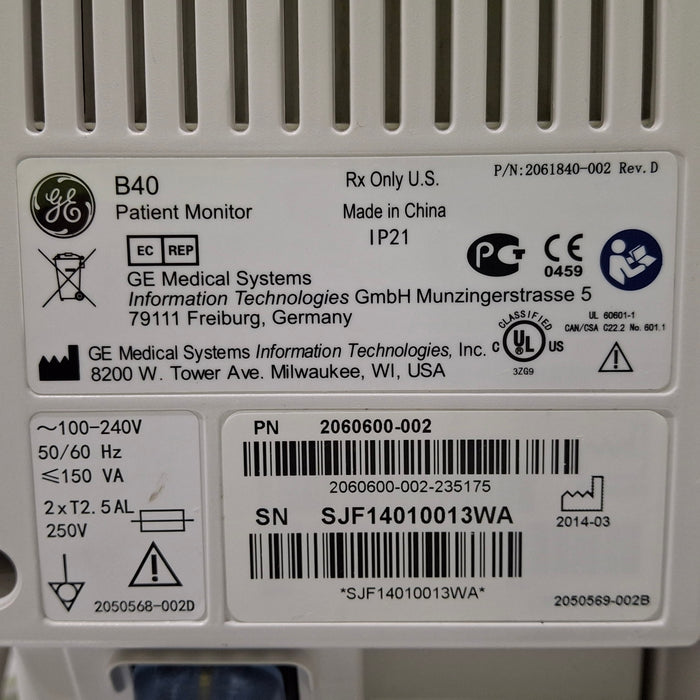 GE
B40
Patient Monitor
Rx Only U.S.
Made in China
IP21
P/N:2061840-002 Rev.D
EC REP
GE Medical Systems
Information Technologies GmbH Munzingerstrasse 5
79111 Freiburg, Germany
PCT
CE
0459
GE Medical Systems Information Technologies, Inc.
8200 W. Tower Ave. Milwaukee, WI, USA
CLASSIFIED
C UL US
3ZG9
UL 60601-1
CAN/CSA C22.2 No. 601.1
~100-240V
50/60 Hz
≤150 VA
2xT2.5AL
250V
2050568-002D
PN 2060600-002
2060600-002-235175
SN SJF14010013WA
*SJF14010013WA*
2014-03
2050569-002B